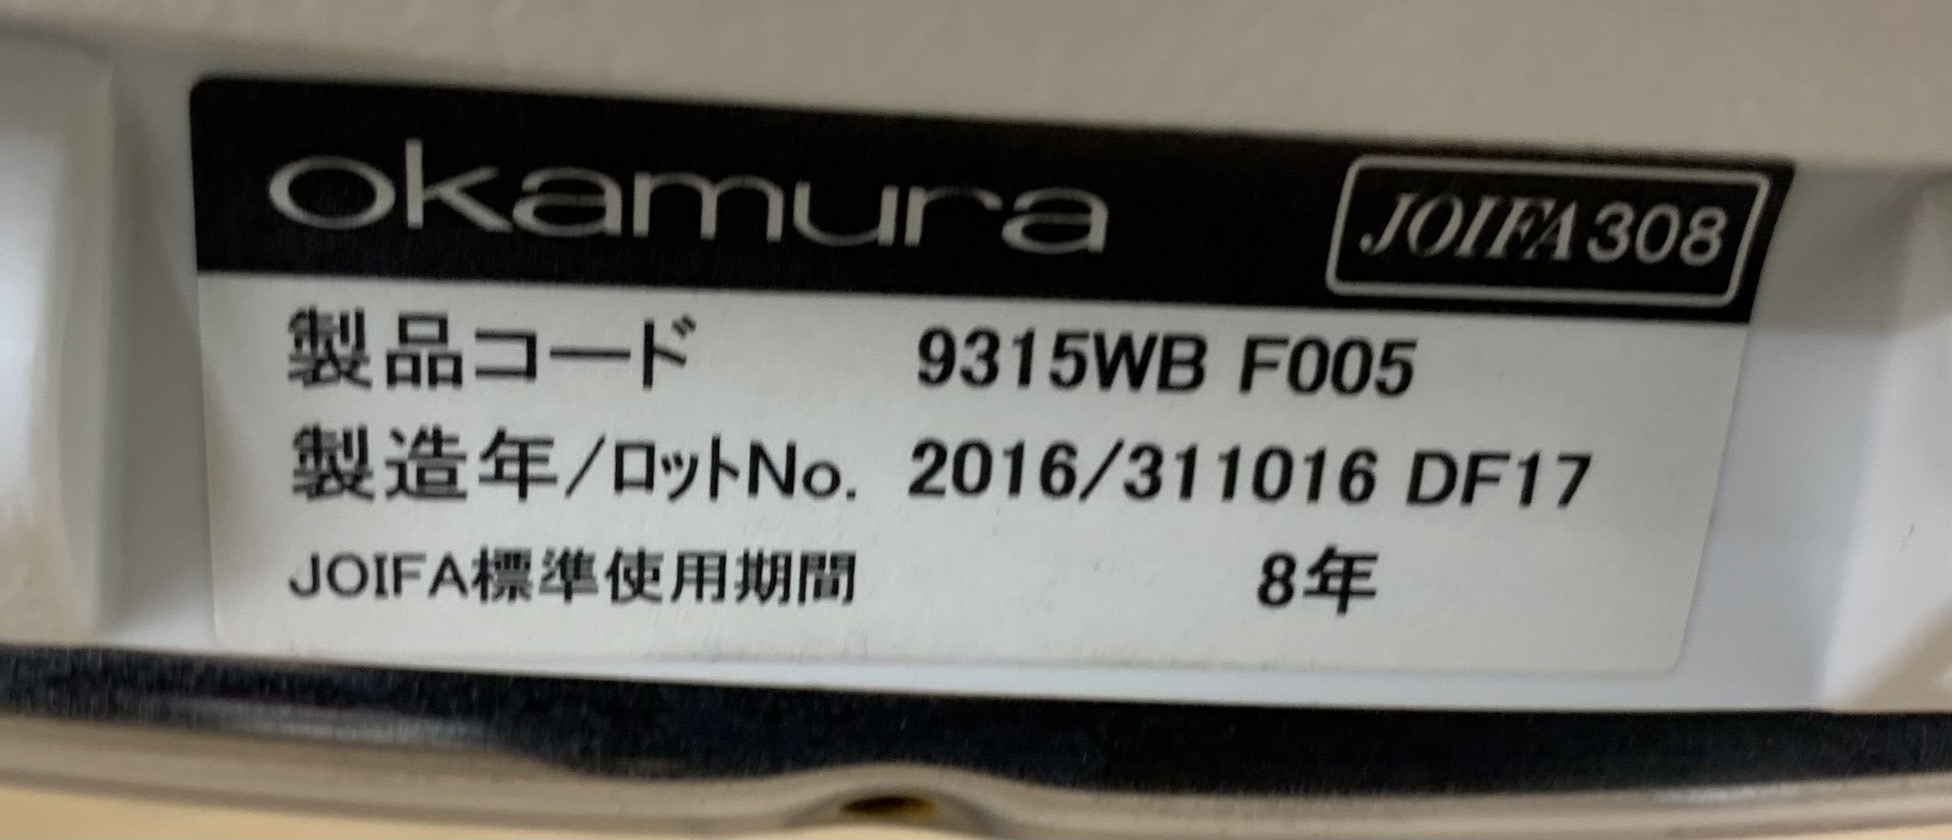 okamura JOIFA308
製品コード 9315WB F005
製造年/ロットNo. 2016/311016 DF17
JOIFA標準使用期間 8年